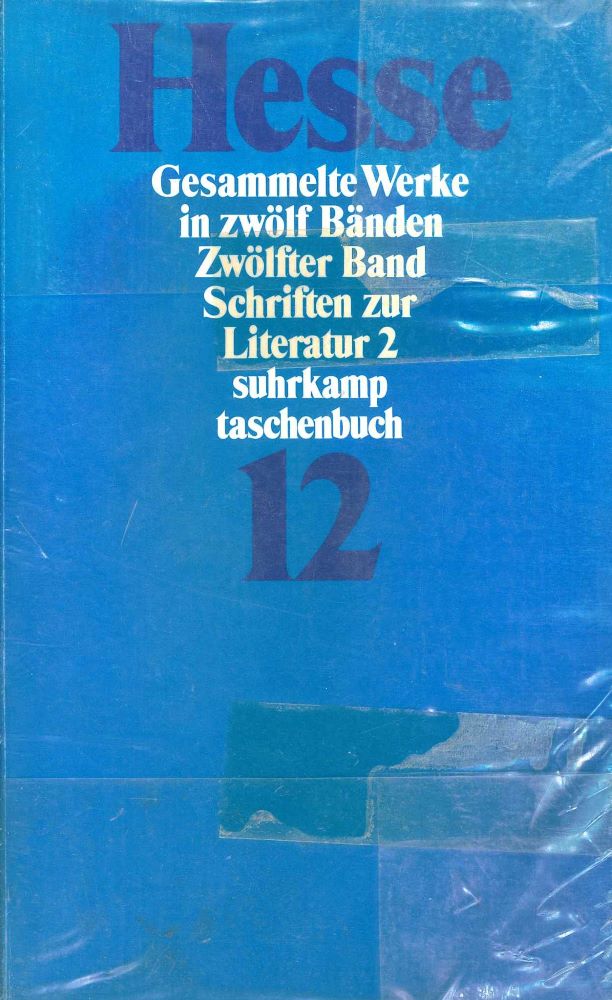 Hesse
Gesammelte Werke
in zwölf Bänden
Zwölfter Band
Schriften zur
Literatur 2
suhrkamp
taschenbuch
12